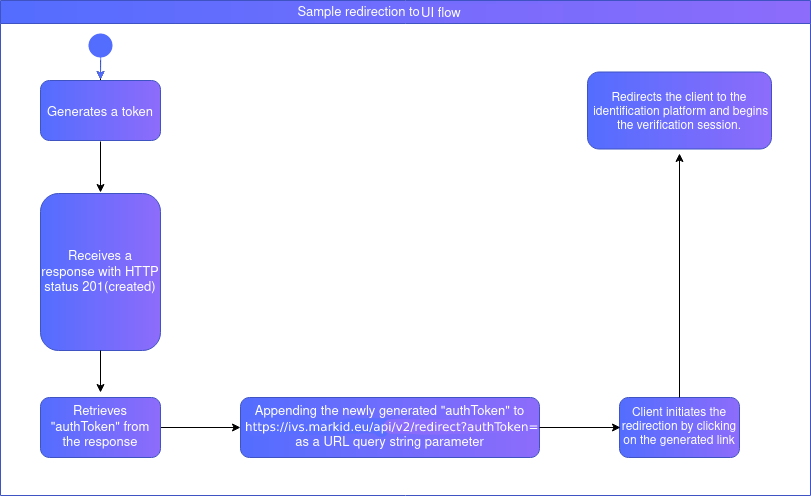 Sample redirection to UI flow
Generates a token
Receives a
response with HTTP
status 201(created)
Retrieves
"authToken" from
the response
Appending the newly generated "authToken" to
https://ivs.markid.eu/api/v2/redirect?authToken=
as a URL query string parameter
Client initiates the
redirection by clicking
on the generated link
Redirects the client to the
identification platform and begins
the verification session.